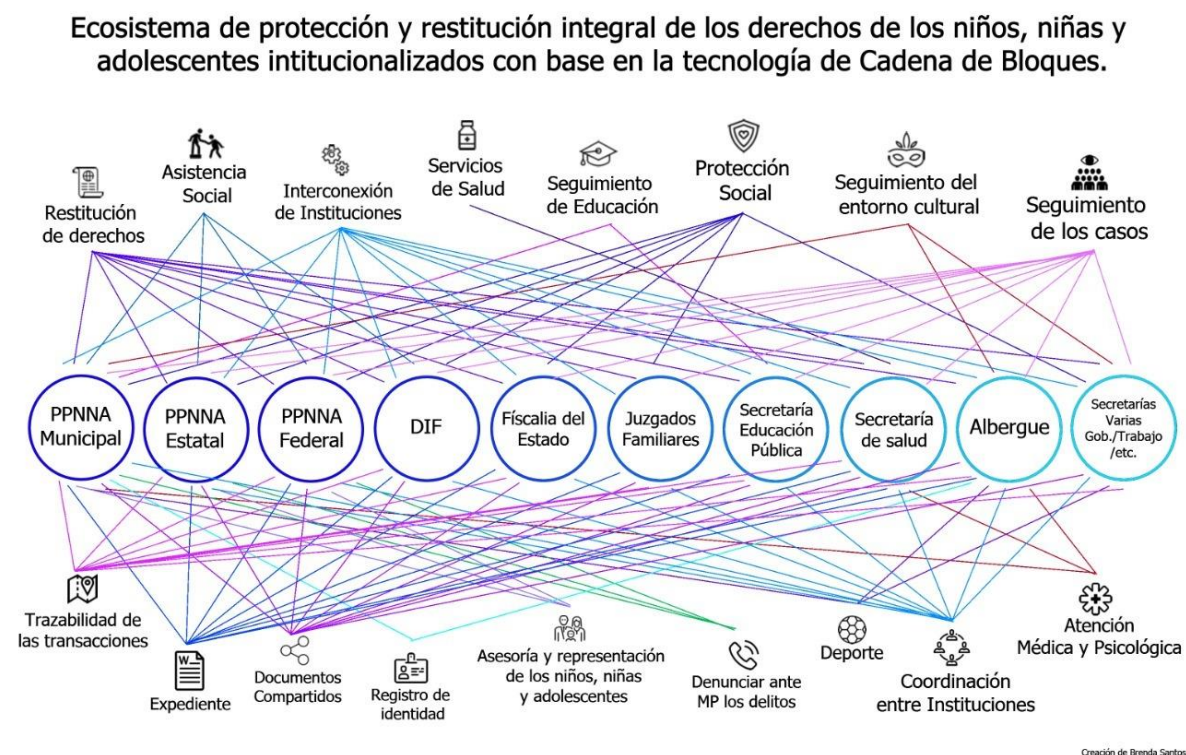 Ecosistema de protección y restitución integral de los derechos de los niños, niñas y
adolescentes intitucionalizados con base en la tecnología de Cadena de Bloques.
Restitución
de derechos
Asistencia
Social
Interconexión
de Instituciones
Servicios
de Salud
Seguimiento
de Educación
Protección
Social
Seguimiento del
entorno cultural
Seguimiento
de los casos
PPNNA
Municipal
PPNNA
Estatal
PPNNA
Federal
DIF
Físcalia del
Estado
Juzgados
Familiares
Secretaría
Educación
Pública
Secretaría
de salud
Albergue
Secretarías
Varias
Gob./Trabajo
/etc.
Trazabilidad de
las transacciones
W
Expediente
Documentos
Compartidos
Registro de
identidad
Asesoría y representación
de los niños, niñas
y adolescentes
Denunciar ante
MP los delitos
Deporte
Coordinación
entre Instituciones
Atención
Médica y Psicológica
Creación de Brenda Santos